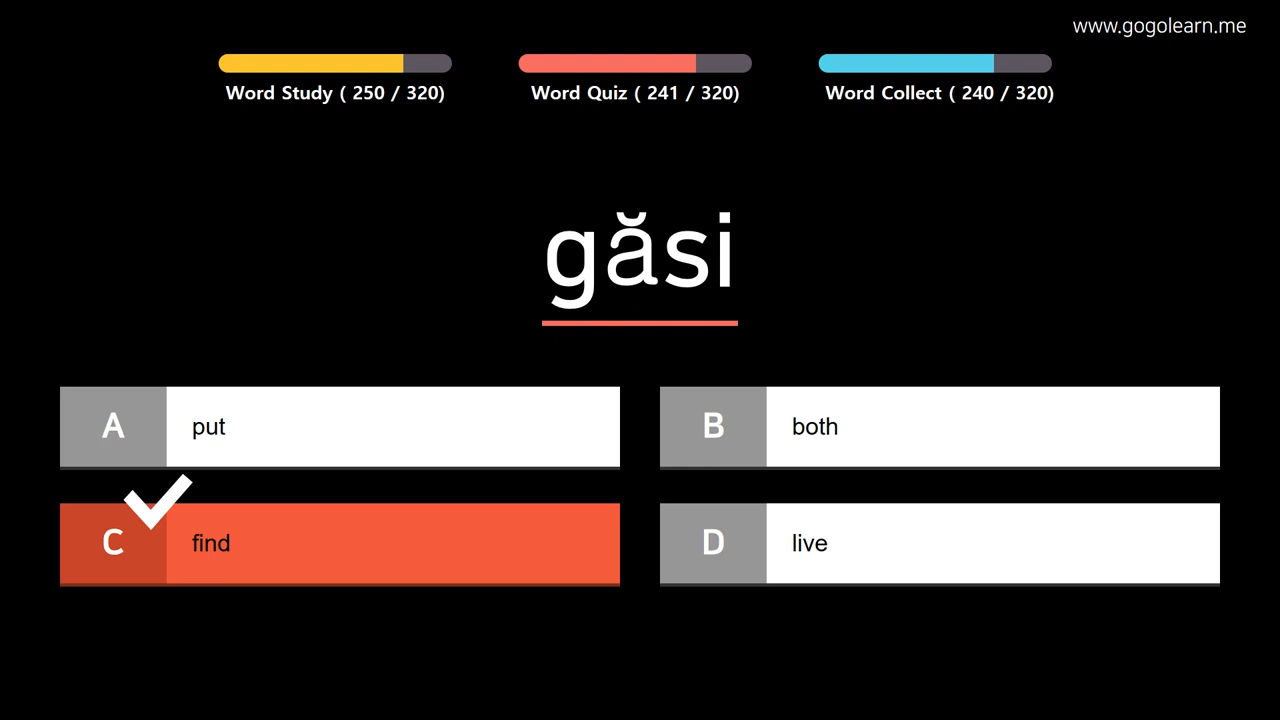 www.gogolearn.me
Word Study ( 250 / 320)
Word Quiz ( 241 / 320)
Word Collect ( 240 / 320)
găsi
A put
B both
C find
D live